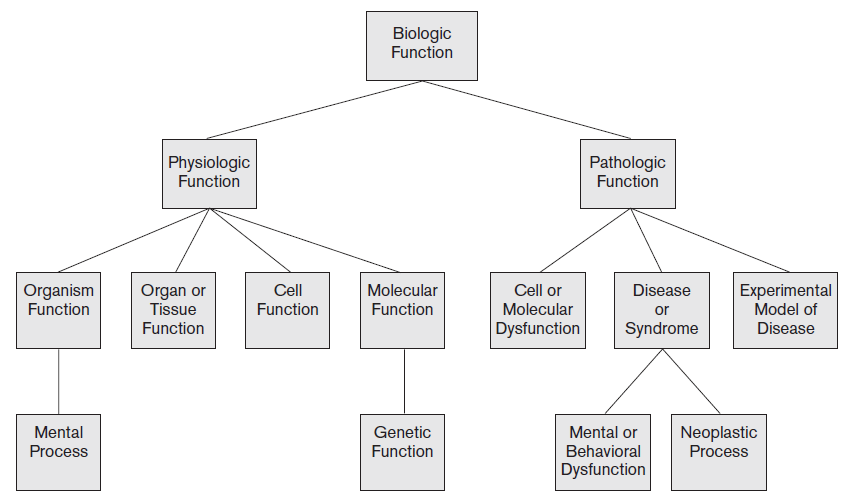 Biologic
Function
Physiologic
Function
Pathologic
Function
Organism
Function
Organ or
Tissue
Function
Cell
Function
Molecular
Function
Cell or
Molecular
Dysfunction
Disease
or
Syndrome
Experimental
Model of
Disease
Mental
Process
Genetic
Function
Mental or
Behavioral
Dysfunction
Neoplastic
Process